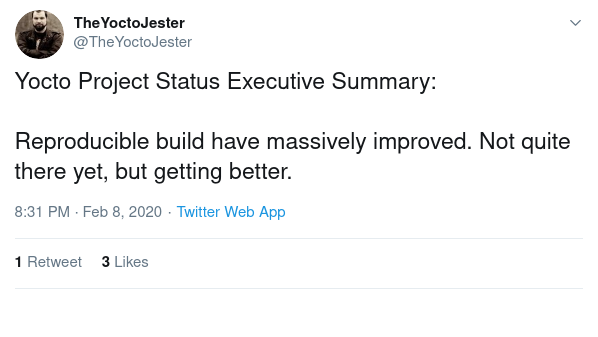 TheYoctoJester
@TheYoctoJester
Yocto Project Status Executive Summary:
Reproducible build have massively improved. Not quite
there yet, but getting better.
8:31 PM · Feb 8, 2020 · Twitter Web App
1 Retweet 3 Likes